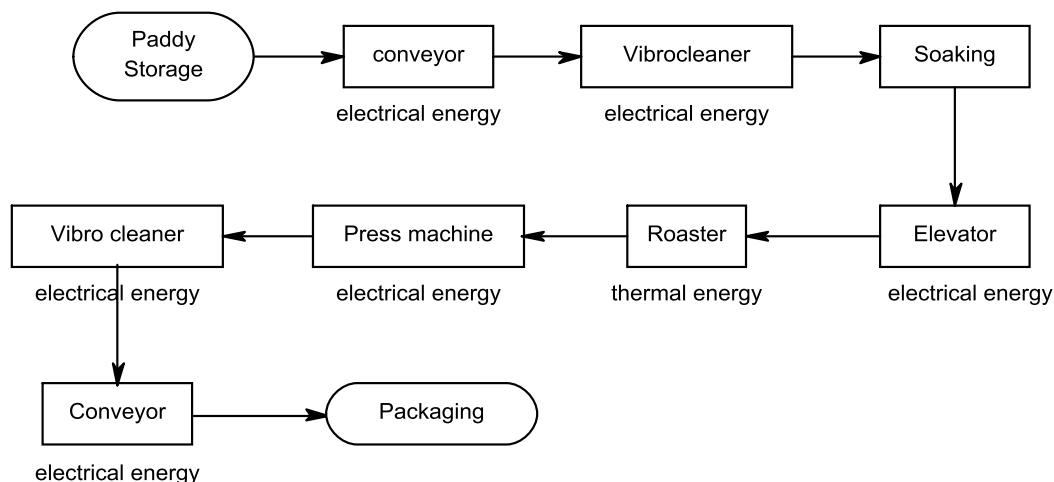 Paddy
Storage
conveyor
electrical energy
Vibrocleaner
electrical energy
Soaking
Elevator
electrical energy
Roaster
thermal energy
Press machine
electrical energy
Vibro cleaner
electrical energy
Conveyor
electrical energy
Packaging